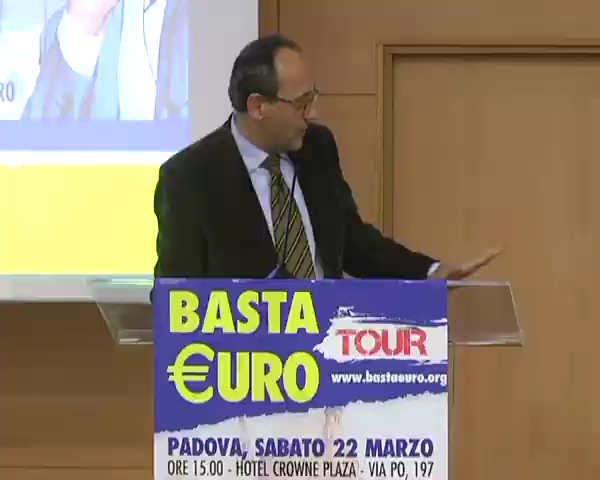 RO
BASTA
€URO
TOUR
www.bastaeuro.org
PADOVA, SABATO 22 MARZO
ORE 15.00 - HOTEL CROWNE PLAZA - VIA PO, 197